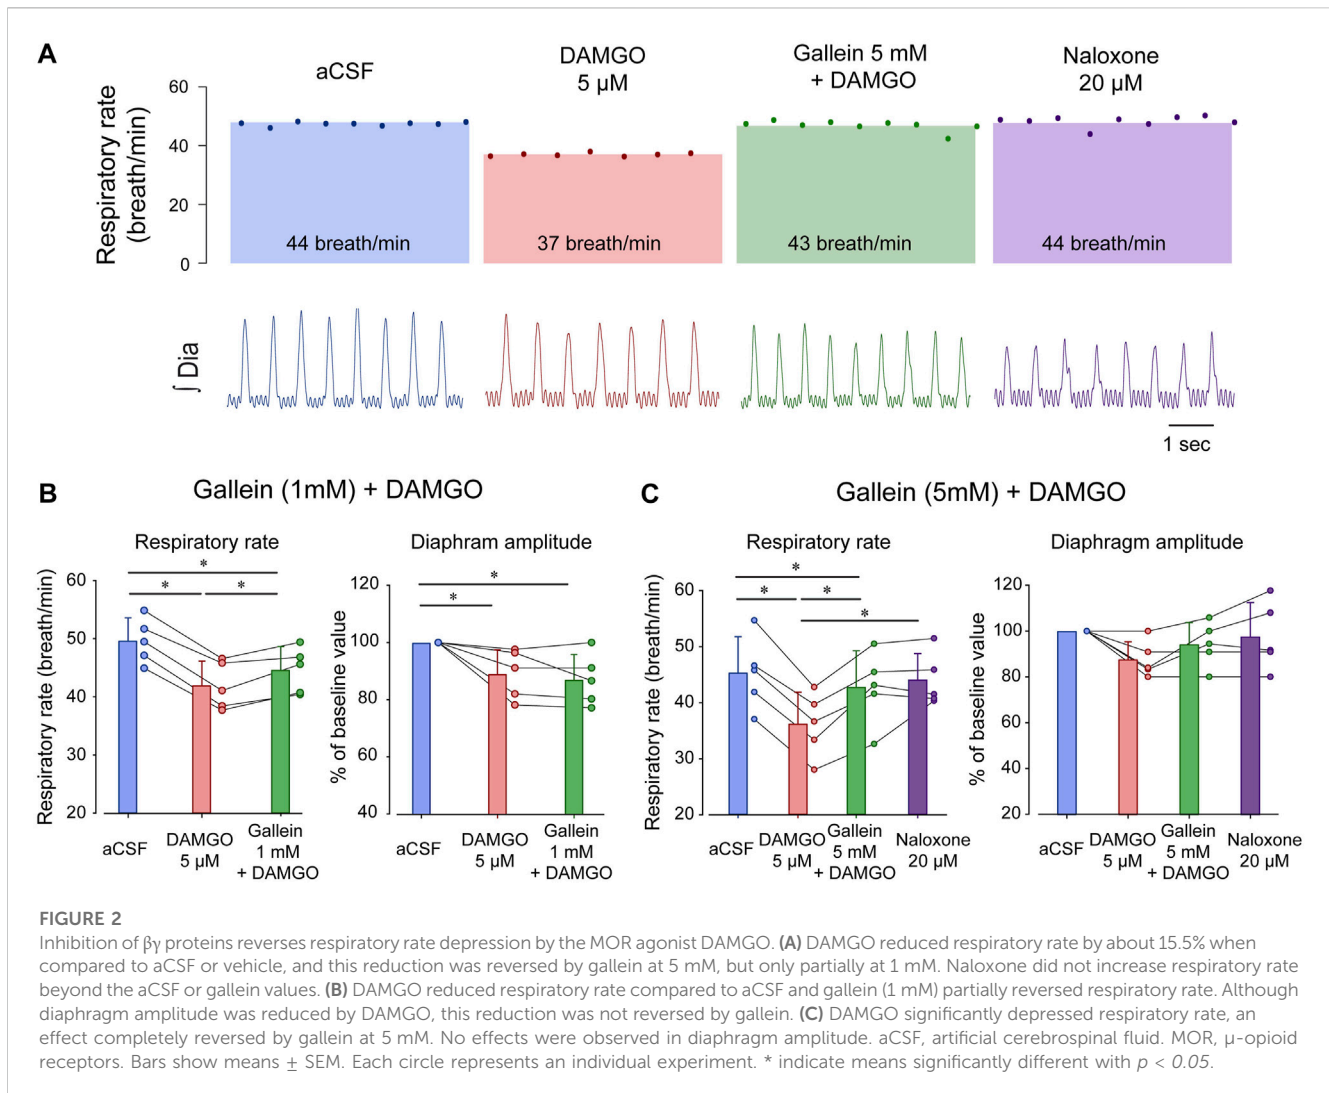 A
aCSF
DAMGO
5 µM
Gallein 5 mM
+ DAMGO
Naloxone
20 µM
Respiratory rate
(breath/min)
60
40
20
0
44 breath/min
37 breath/min
43 breath/min
44 breath/min
∫ Dia
1 sec
B
Gallein (1mM) + DAMGO
Respiratory rate
Respiratory rate (breath/min)
60
50
40
30
20
*
*
*
aCSF
DAMGO
5 µM
Gallein
1 mM
+ DAMGO
Diaphram amplitude
% of baseline value
120
100
80
60
40
*
*
aCSF
DAMGO
5 µM
Gallein
1 mM
+ DAMGO
C
Gallein (5mM) + DAMGO
Respiratory rate
Respiratory rate (breath/min)
60
50
40
30
20
*
*
*
*
aCSF
DAMGO
5 µM
Gallein
5 mM
+ DAMGO
Naloxone
20 µM
Diaphragm amplitude
% of baseline value
120
100
80
60
40
20
aCSF
DAMGO
5 µM
Gallein
5 mM
+ DAMGO
Naloxone
20 µM
FIGURE 2
Inhibition of βγ proteins reverses respiratory rate depression by the MOR agonist DAMGO. (A) DAMGO reduced respiratory rate by about 15.5% when
compared to aCSF or vehicle, and this reduction was reversed by gallein at 5 mM, but only partially at 1 mM. Naloxone did not increase respiratory rate
beyond the aCSF or gallein values. (B) DAMGO reduced respiratory rate compared to aCSF and gallein (1 mM) partially reversed respiratory rate. Although
diaphragm amplitude was reduced by DAMGO, this reduction was not reversed by gallein. (C) DAMGO significantly depressed respiratory rate, an
effect completely reversed by gallein at 5 mM. No effects were observed in diaphragm amplitude. aCSF, artificial cerebrospinal fluid. MOR, µ-opioid
receptors. Bars show means ± SEM. Each circle represents an individual experiment. * indicate means significantly different with p < 0.05.